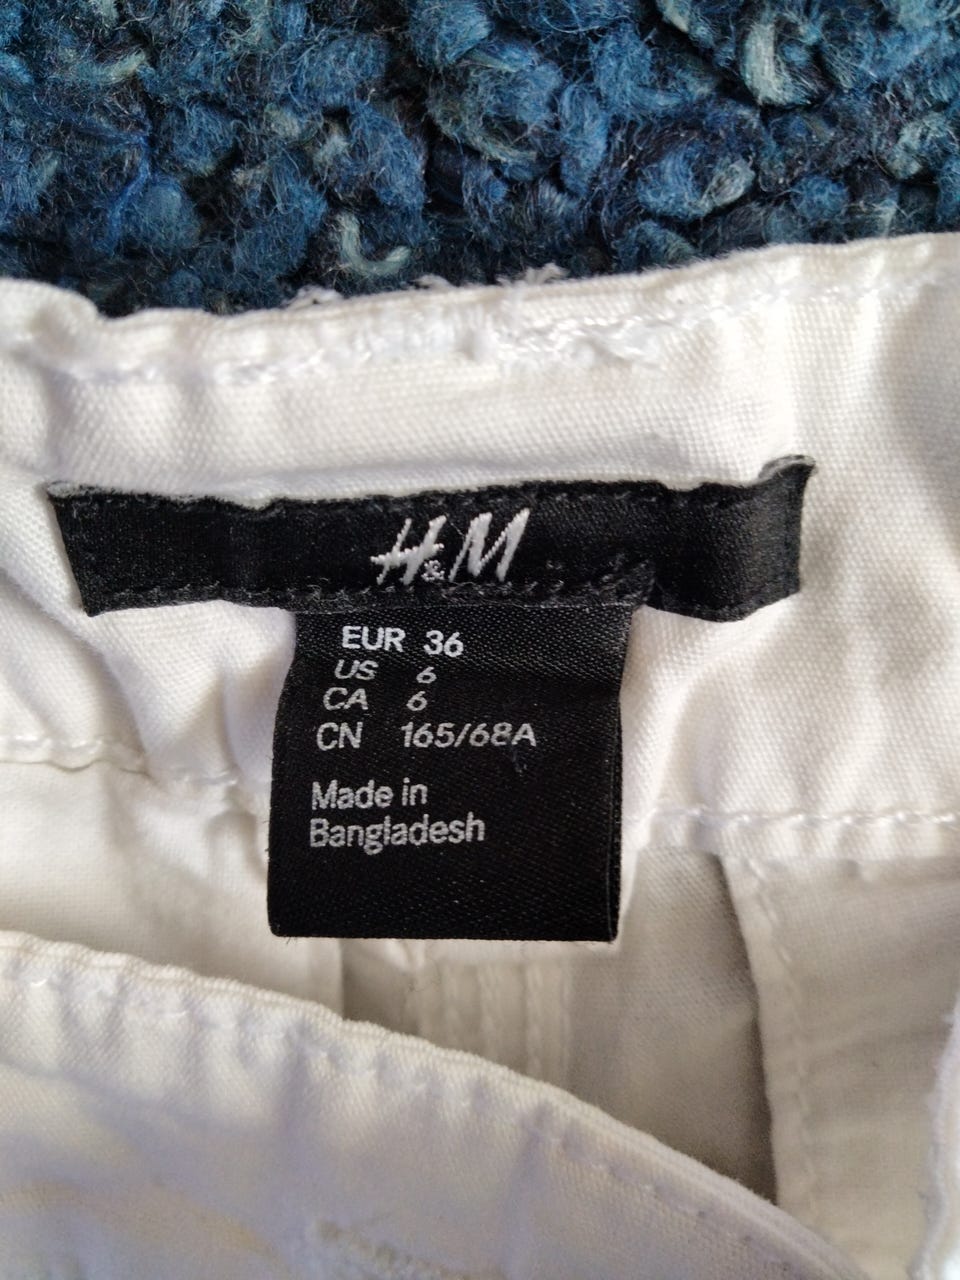 H&M
EUR 36
US 6
CA 6
CN 165/68A
Made in
Bangladesh